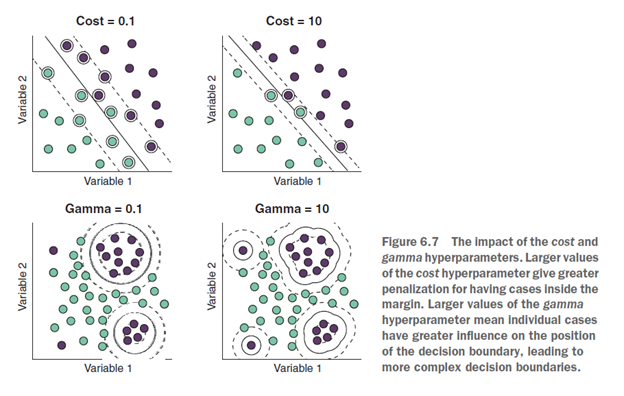 Cost = 0.1
Cost = 10
Variable 2
Variable 1
Variable 2
Variable 1
Gamma = 0.1
Gamma = 10
Variable 2
Variable 1
Variable 2
Variable 1
Figure 6.7 The impact of the cost and
gamma hyperparameters. Larger values
of the cost hyperparameter give greater
penalization for having cases inside the
margin. Larger values of the gamma
hyperparameter mean individual cases
have greater influence on the position
of the decision boundary, leading to
more complex decision boundaries.